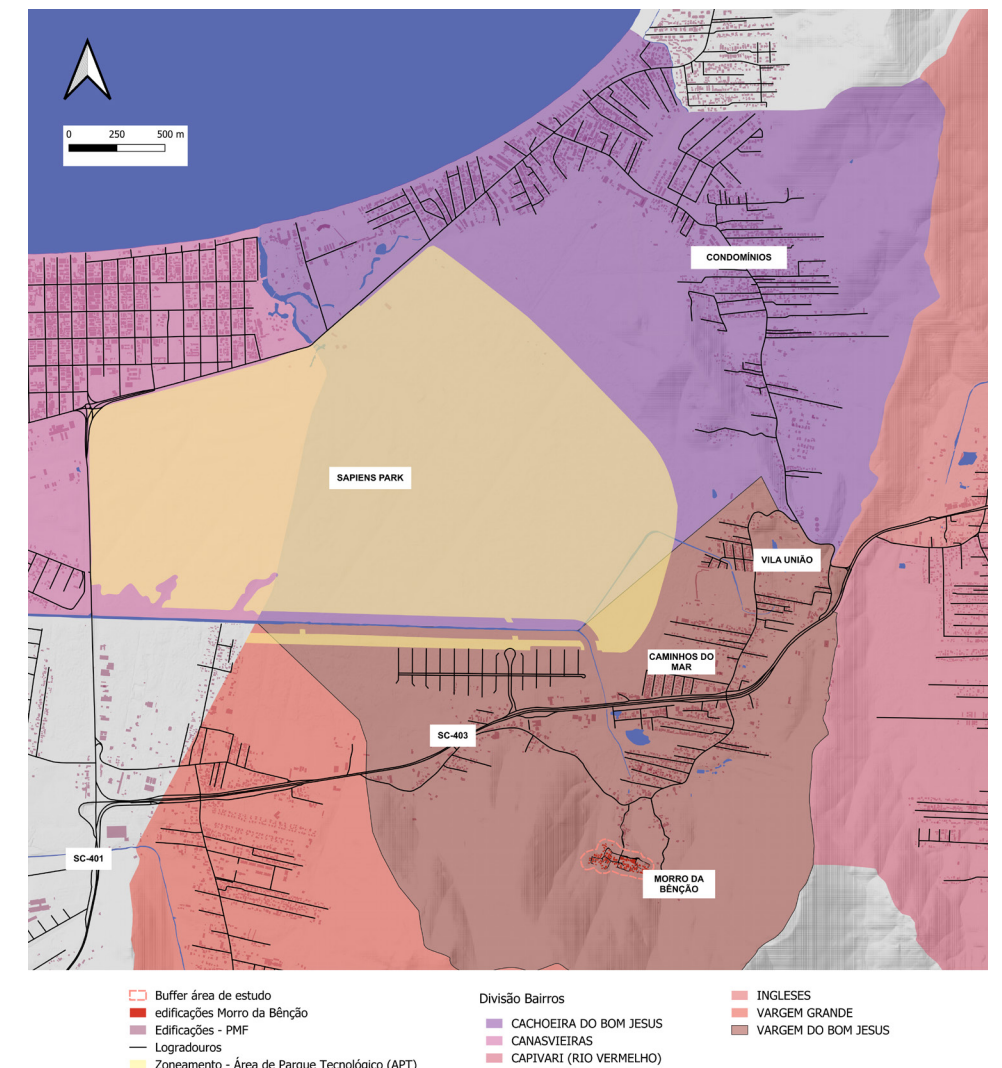 0 250 500 m
CONDOMÍNIOS
SAPIENS PARK
VILA UNIÃO
CAMINHOS DO
MAR
SC-403
SC-401
MORRO DA
BÊNÇÃO
Buffer área de estudo
edificações Morro da Bênção
Edificações - PMF
Logradouros
Zoneamento - Área de Parque Tecnológico (APT)
Divisão Bairros
CACHOEIRA DO BOM JESUS
CANASVIEIRAS
CAPIVARI (RIO VERMELHO)
INGLESES
VARGEM GRANDE
VARGEM DO BOM JESUS